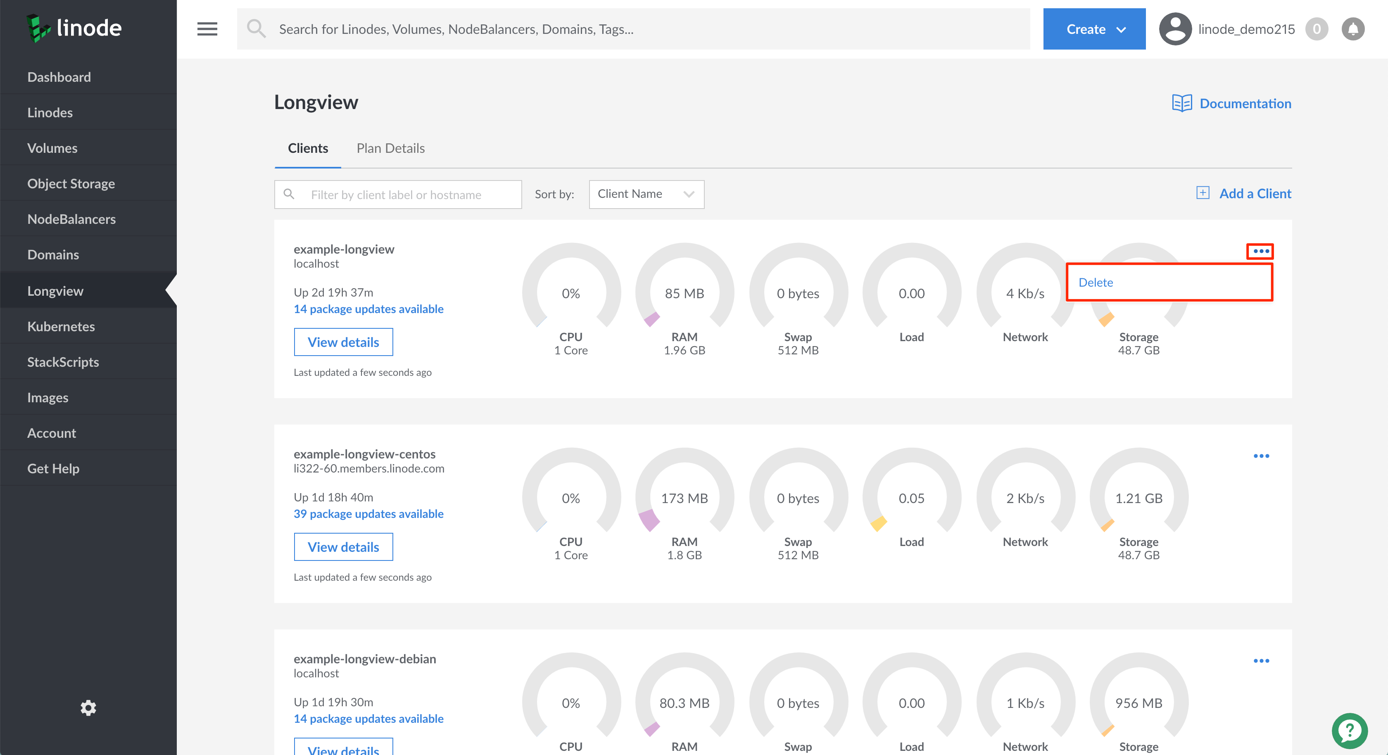 linode
Search for Linodes, Volumes, NodeBalancers, Domains, Tags...
Create
linode_demo215
0
Dashboard
Linodes
Volumes
Object Storage
NodeBalancers
Domains
Longview
Kubernetes
StackScripts
Images
Account
Get Help
Longview
Documentation
Clients
Plan Details
Filter by client label or hostname
Sort by:
Client Name
Add a Client
example-longview
localhost
Up 2d 19h 37m
14 package updates available
View details
Last updated a few seconds ago
0%
CPU
1 Core
85 MB
RAM
1.96 GB
0 bytes
Swap
512 MB
0.00
Load
4 Kb/s
Network
Delete
Storage
48.7 GB
example-longview-centos
li322-60.members.linode.com
Up 1d 18h 40m
39 package updates available
View details
Last updated a few seconds ago
0%
CPU
1 Core
173 MB
RAM
1.8 GB
0 bytes
Swap
512 MB
0.05
Load
2 Kb/s
Network
1.21 GB
Storage
48.7 GB
example-longview-debian
localhost
Up 1d 19h 30m
14 package updates available
View details
0%
CPU
80.3 MB
RAM
0 bytes
Swap
0.00
Load
1 Kb/s
Network
956 MB
Storage
?